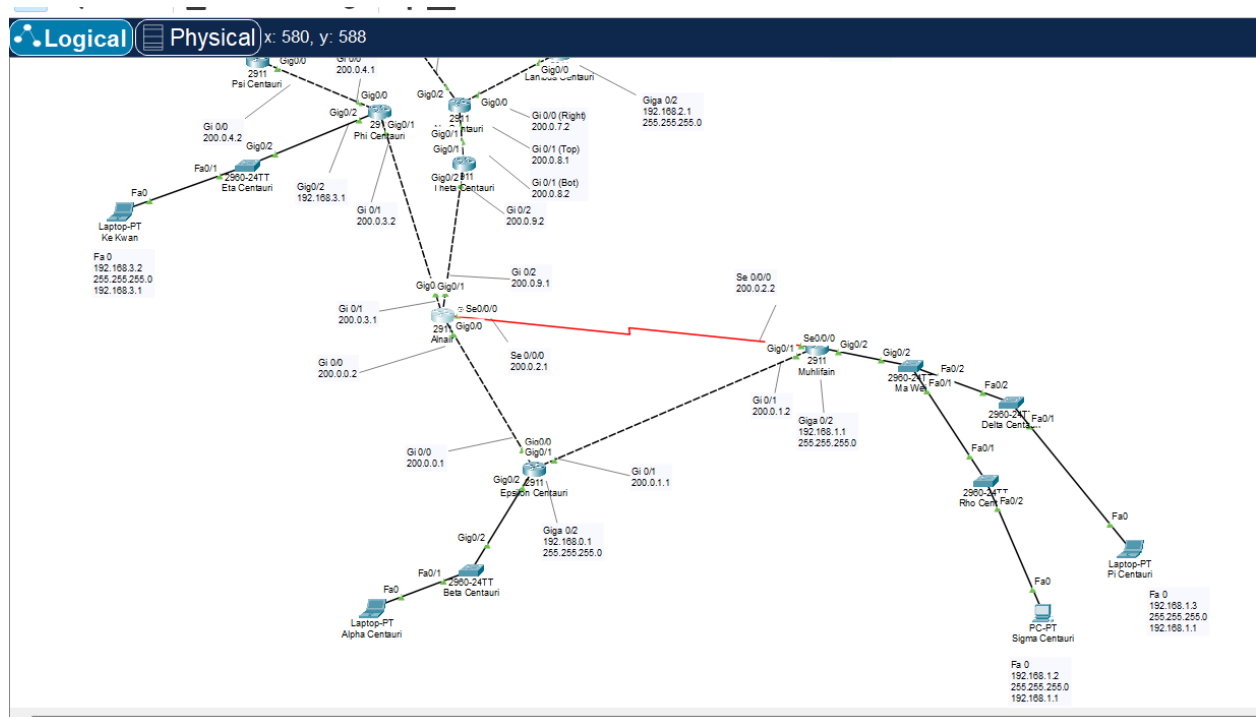 Logical
Physical
x: 580, y: 588
Gig0/0
2911
Psi Centauri
200.0.4.1
Gi 0/0
200.0.4.2
Gig0/0
Gig0/2
Gig0/1
Phi Centauri
Gig0/2
Fa0/1
2960-24TT
Eta Centauri
Fa0
Laptop-PT
Ke Kwan
Fa 0
192.168.3.2
255.255.255.0
192.168.3.1
Gig0/2
192.168.3.1
Gi 0/1
200.0.3.2
Gig0/0
Gig0/2
Gig0/0
2911
Gig0/1
Gig0/1
Gig0/2
Theta Centauri
Giga 0/2
192.168.2.1
255.255.255.0
Gi 0/0 (Right)
200.0.7.2
Gi 0/1 (Top)
200.0.8.1
Gi 0/1 (Bot)
200.0.8.2
Gi 0/2
200.0.9.2
Gi 0/2
200.0.9.1
Gig0/1
Gi 0/1
200.0.3.1
Se0/0/0
Gig0/0
Alnair
Se 0/0/0
200.0.2.1
Gi 0/0
200.0.0.2
Se 0/0/0
200.0.2.2
Se0/0/0
Gig0/1
Gig0/2
2911
Muhlifain
Gig0/2
Gi 0/1
200.0.1.2
Giga 0/2
192.168.1.1
255.255.255.0
Ma Wei
Fa0/2
Fa0/1
Fa0/2
Fa0/1
Fa0/1
Fa0/2
Gi 0/0
200.0.0.1
Gig0/0
Gig0/1
Gig0/2
2911
Epsilon Centauri
Gi 0/1
200.0.1.1
Giga 0/2
192.168.0.1
255.255.255.0
Gig0/2
Fa0/1
2960-24TT
Beta Centauri
Fa0
Laptop-PT
Alpha Centauri
Fa0
Laptop-PT
Pi Centauri
Fa 0
192.168.1.3
255.255.255.0
192.168.1.1
Fa0
PC-PT
Sigma Centauri
Fa 0
192.168.1.2
255.255.255.0
192.168.1.1